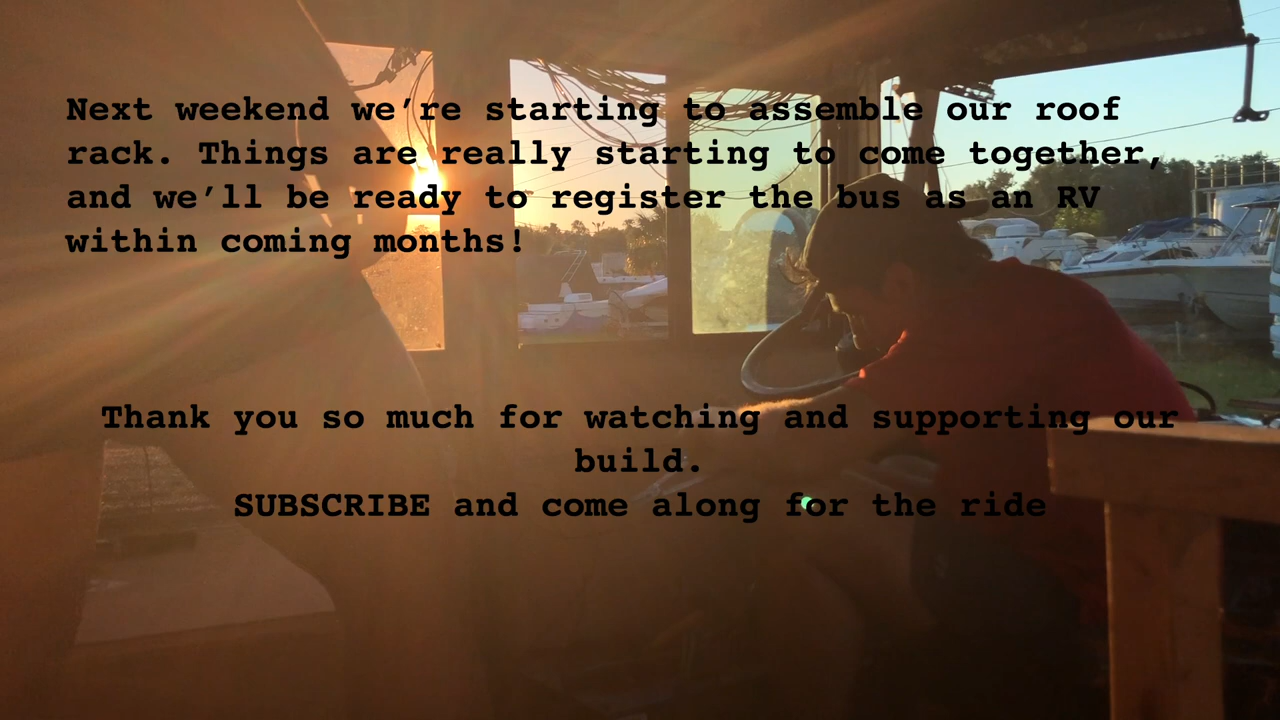 Next weekend we’re starting to assemble our roof
rack. Things are really starting to come together,
and we’ll be ready to register the bus as an RV
within coming months!
Thank you so much for watching and supporting our
build.
SUBSCRIBE and come along for the ride